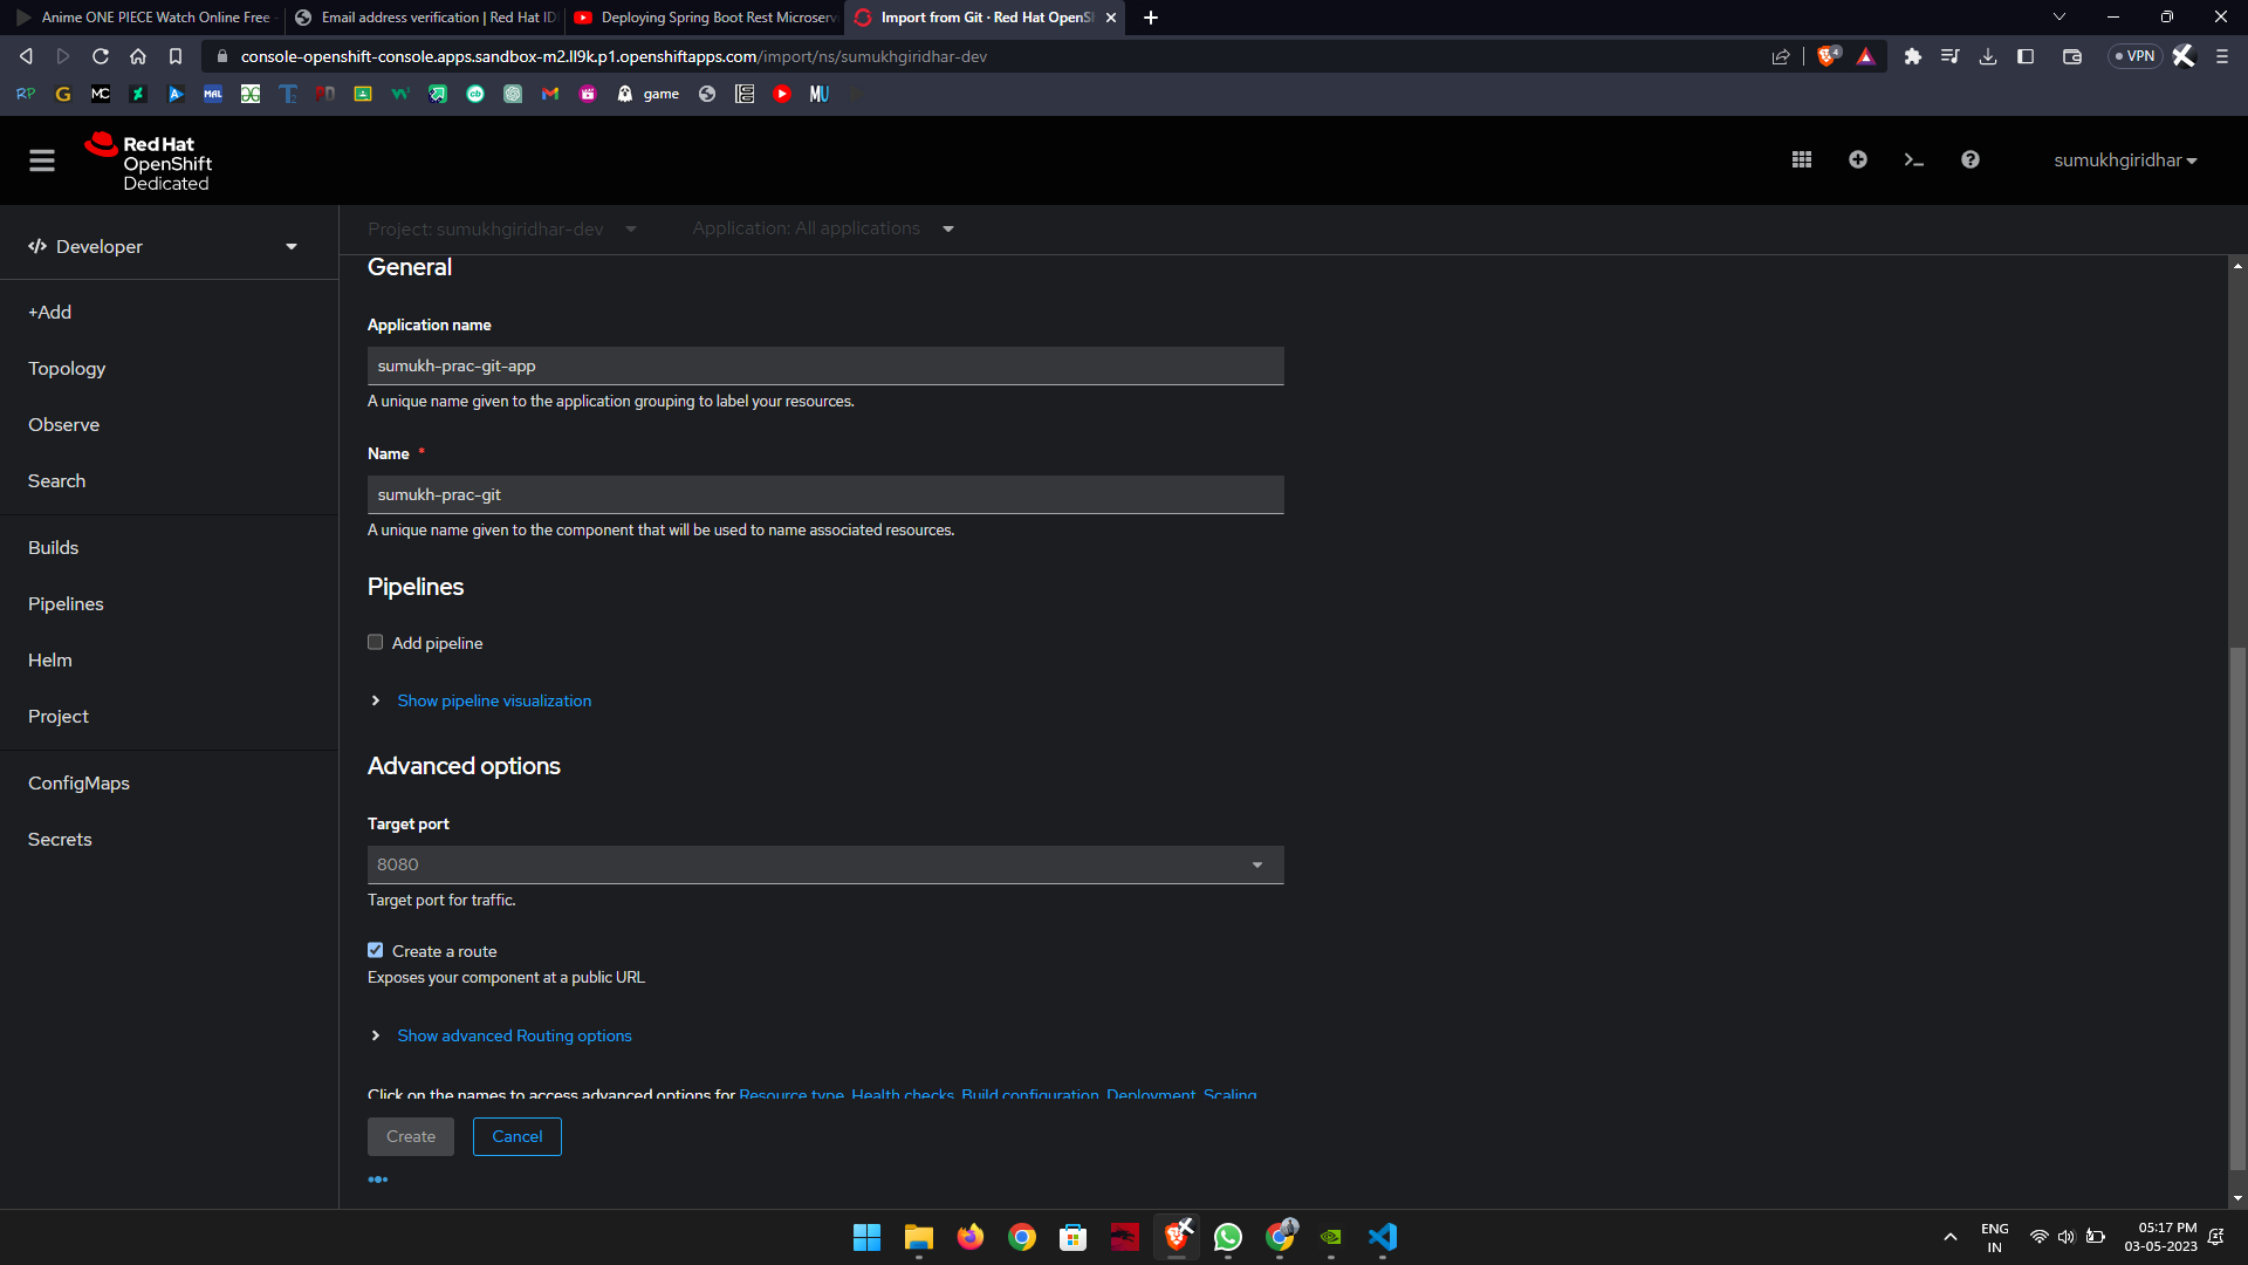 Anime ONE PIECE Watch Online Free -
Email address verification | Red Hat ID
Deploying Spring Boot Rest Microserv
Import from Git · Red Hat OpenS
console-openshift-console.apps.sandbox-m2.ll9k.p1.openshiftapps.com/import/ns/sumukhgiridhar-dev
4
VPN
RP
G
MC
MAL
game
MU
Red Hat
OpenShift
Dedicated
sumukhgiridhar
Developer
Project: sumukhgiridhar-dev
Application: All applications
+Add
Topology
Observe
Search
Builds
Pipelines
Helm
Project
ConfigMaps
Secrets
General
Application name
sumukh-prac-git-app
A unique name given to the application grouping to label your resources.
Name *
sumukh-prac-git
A unique name given to the component that will be used to name associated resources.
Pipelines
Add pipeline
Show pipeline visualization
Advanced options
Target port
8080
Target port for traffic.
Create a route
Exposes your component at a public URL
Show advanced Routing options
Click on the names to access advanced options for Resource type, Health checks, Build configuration, Deployment, Scaling,
Create
Cancel
ENG
IN
05:17 PM
03-05-2023